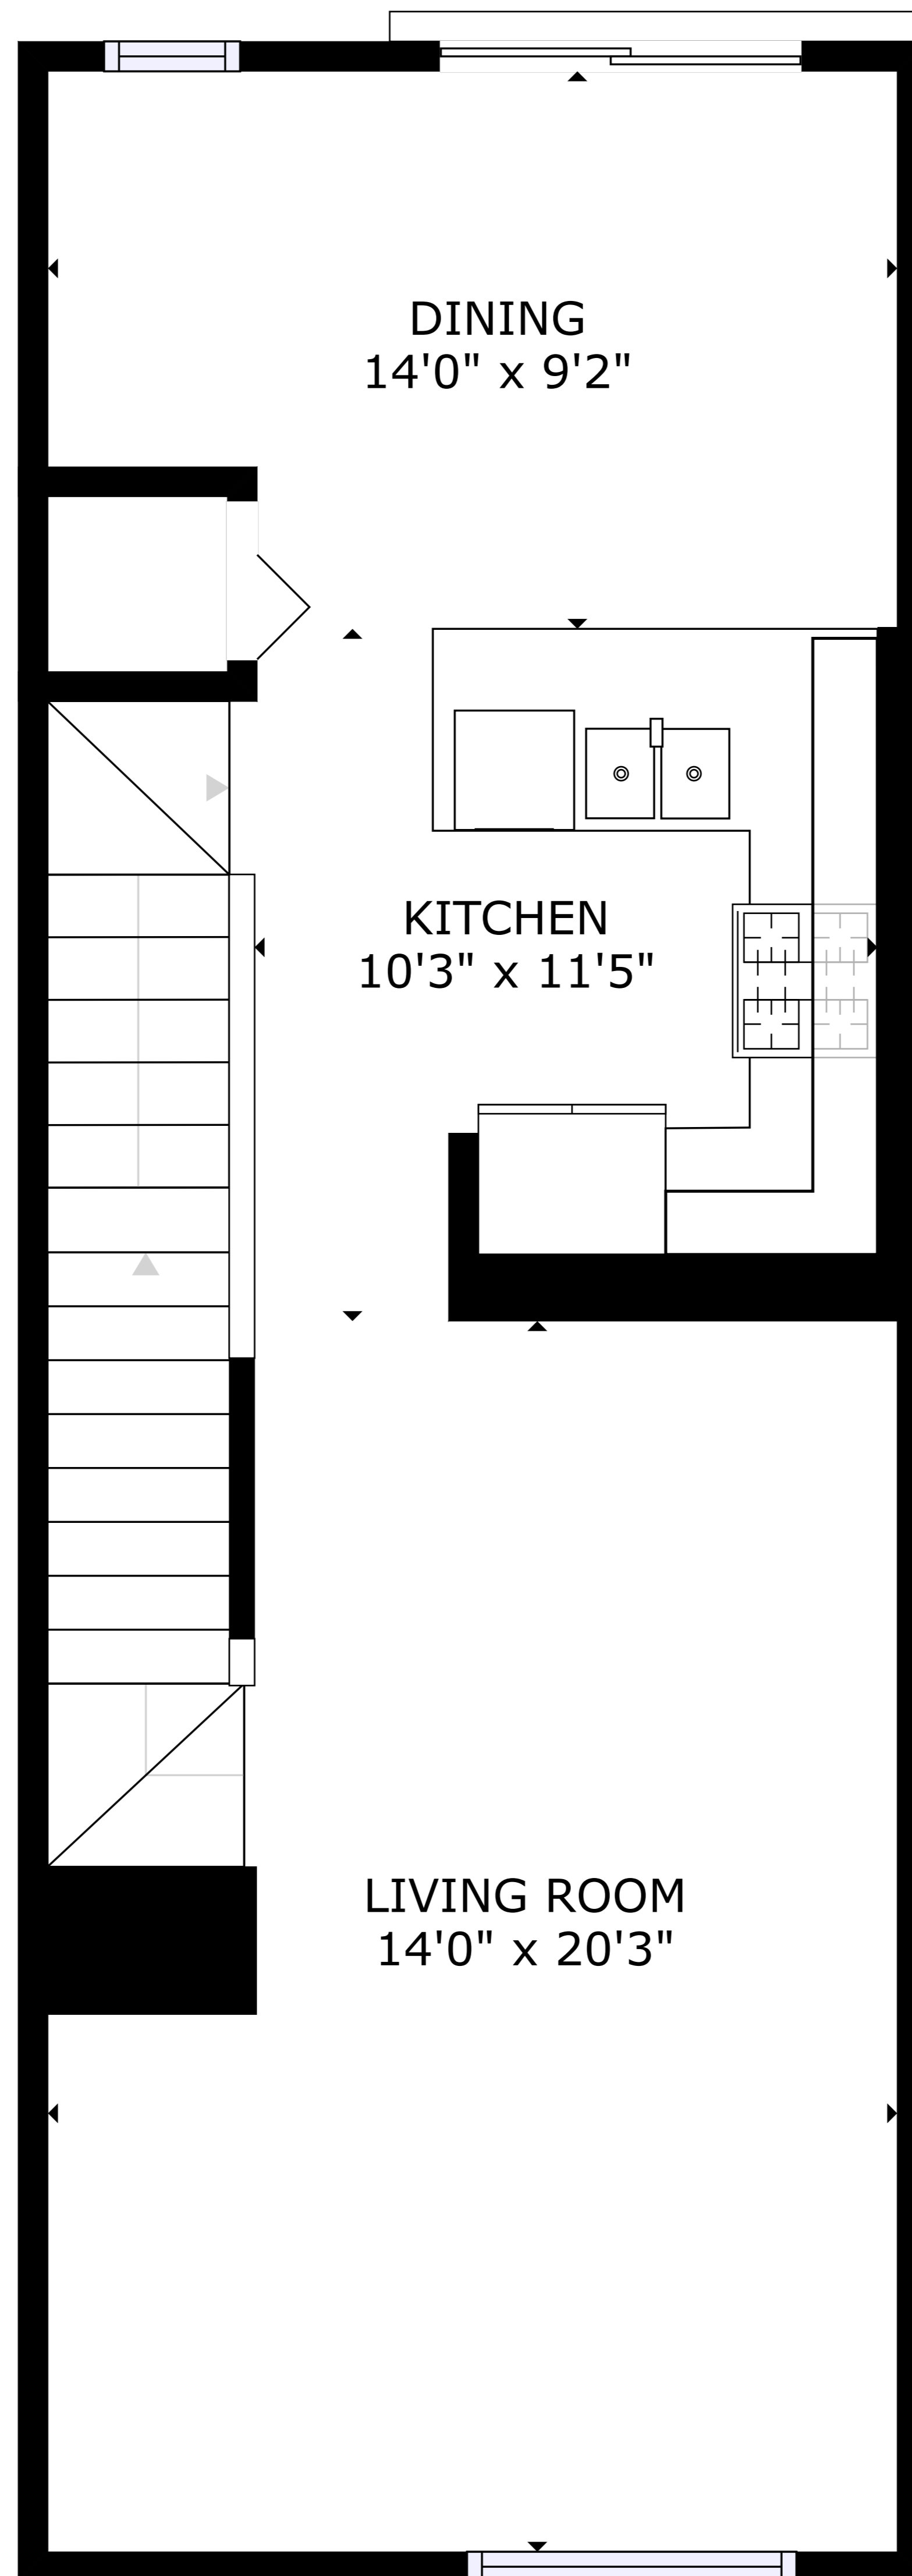 DINING
14'0" x 9'2"
KITCHEN
10'3" x 11'5"
LIVING ROOM
14'0" x 20'3"